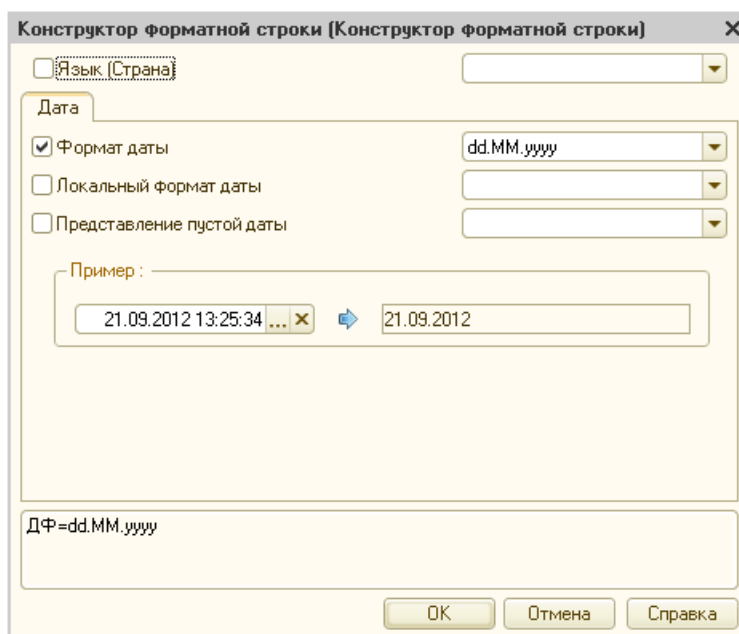 Конструктор форматной строки (Конструктор форматной строки)
Язык (Страна)
Дата
Формат даты dd.MM.yyyy
Локальный формат даты
Представление пустой даты
Пример :
21.09.2012 13:25:34 ... 21.09.2012
ДФ=dd.MM.yyyy
OK Отмена Справка